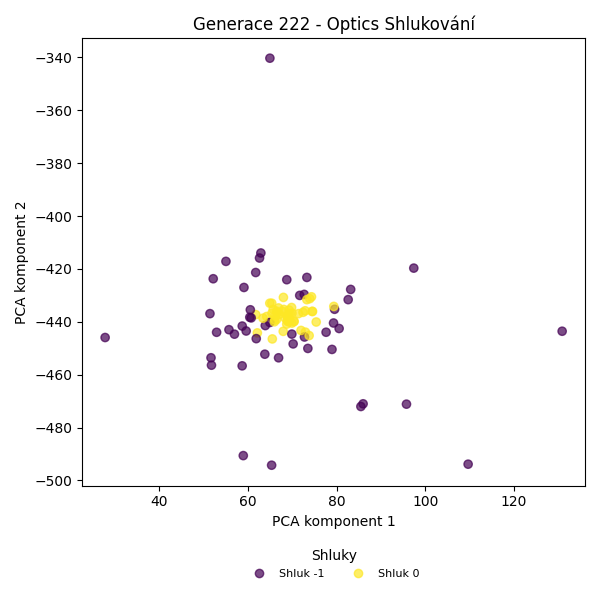 Generace 222 - Optics Shlukování
−340
−360
−380
−400
−420
−440
−460
−480
−500
PCA komponent 2
40 60 80 100 120
PCA komponent 1
Shluky
Shluk -1 Shluk 0